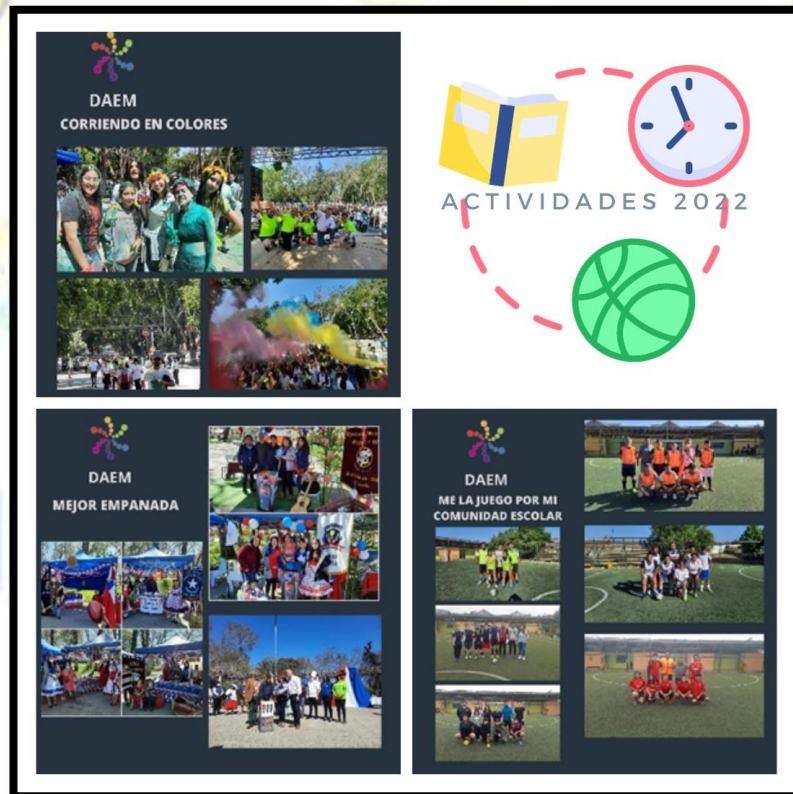 DAEM
CORRIENDO EN COLORES
ACTIVIDADES 2022
DAEM
MEJOR EMPANADA
DAEM
ME LA JUEGO POR MI
COMUNIDAD ESCOLAR